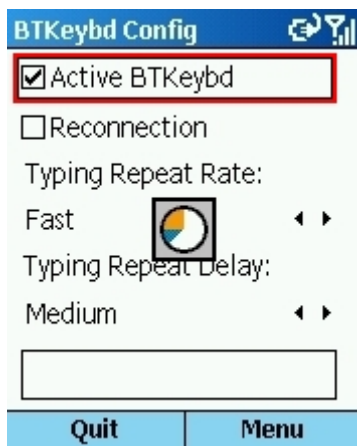 BTKeybd Config
Active BTKeybd
Reconnection
Typing Repeat Rate:
Fast
Typing Repeat Delay:
Medium
Quit Menu